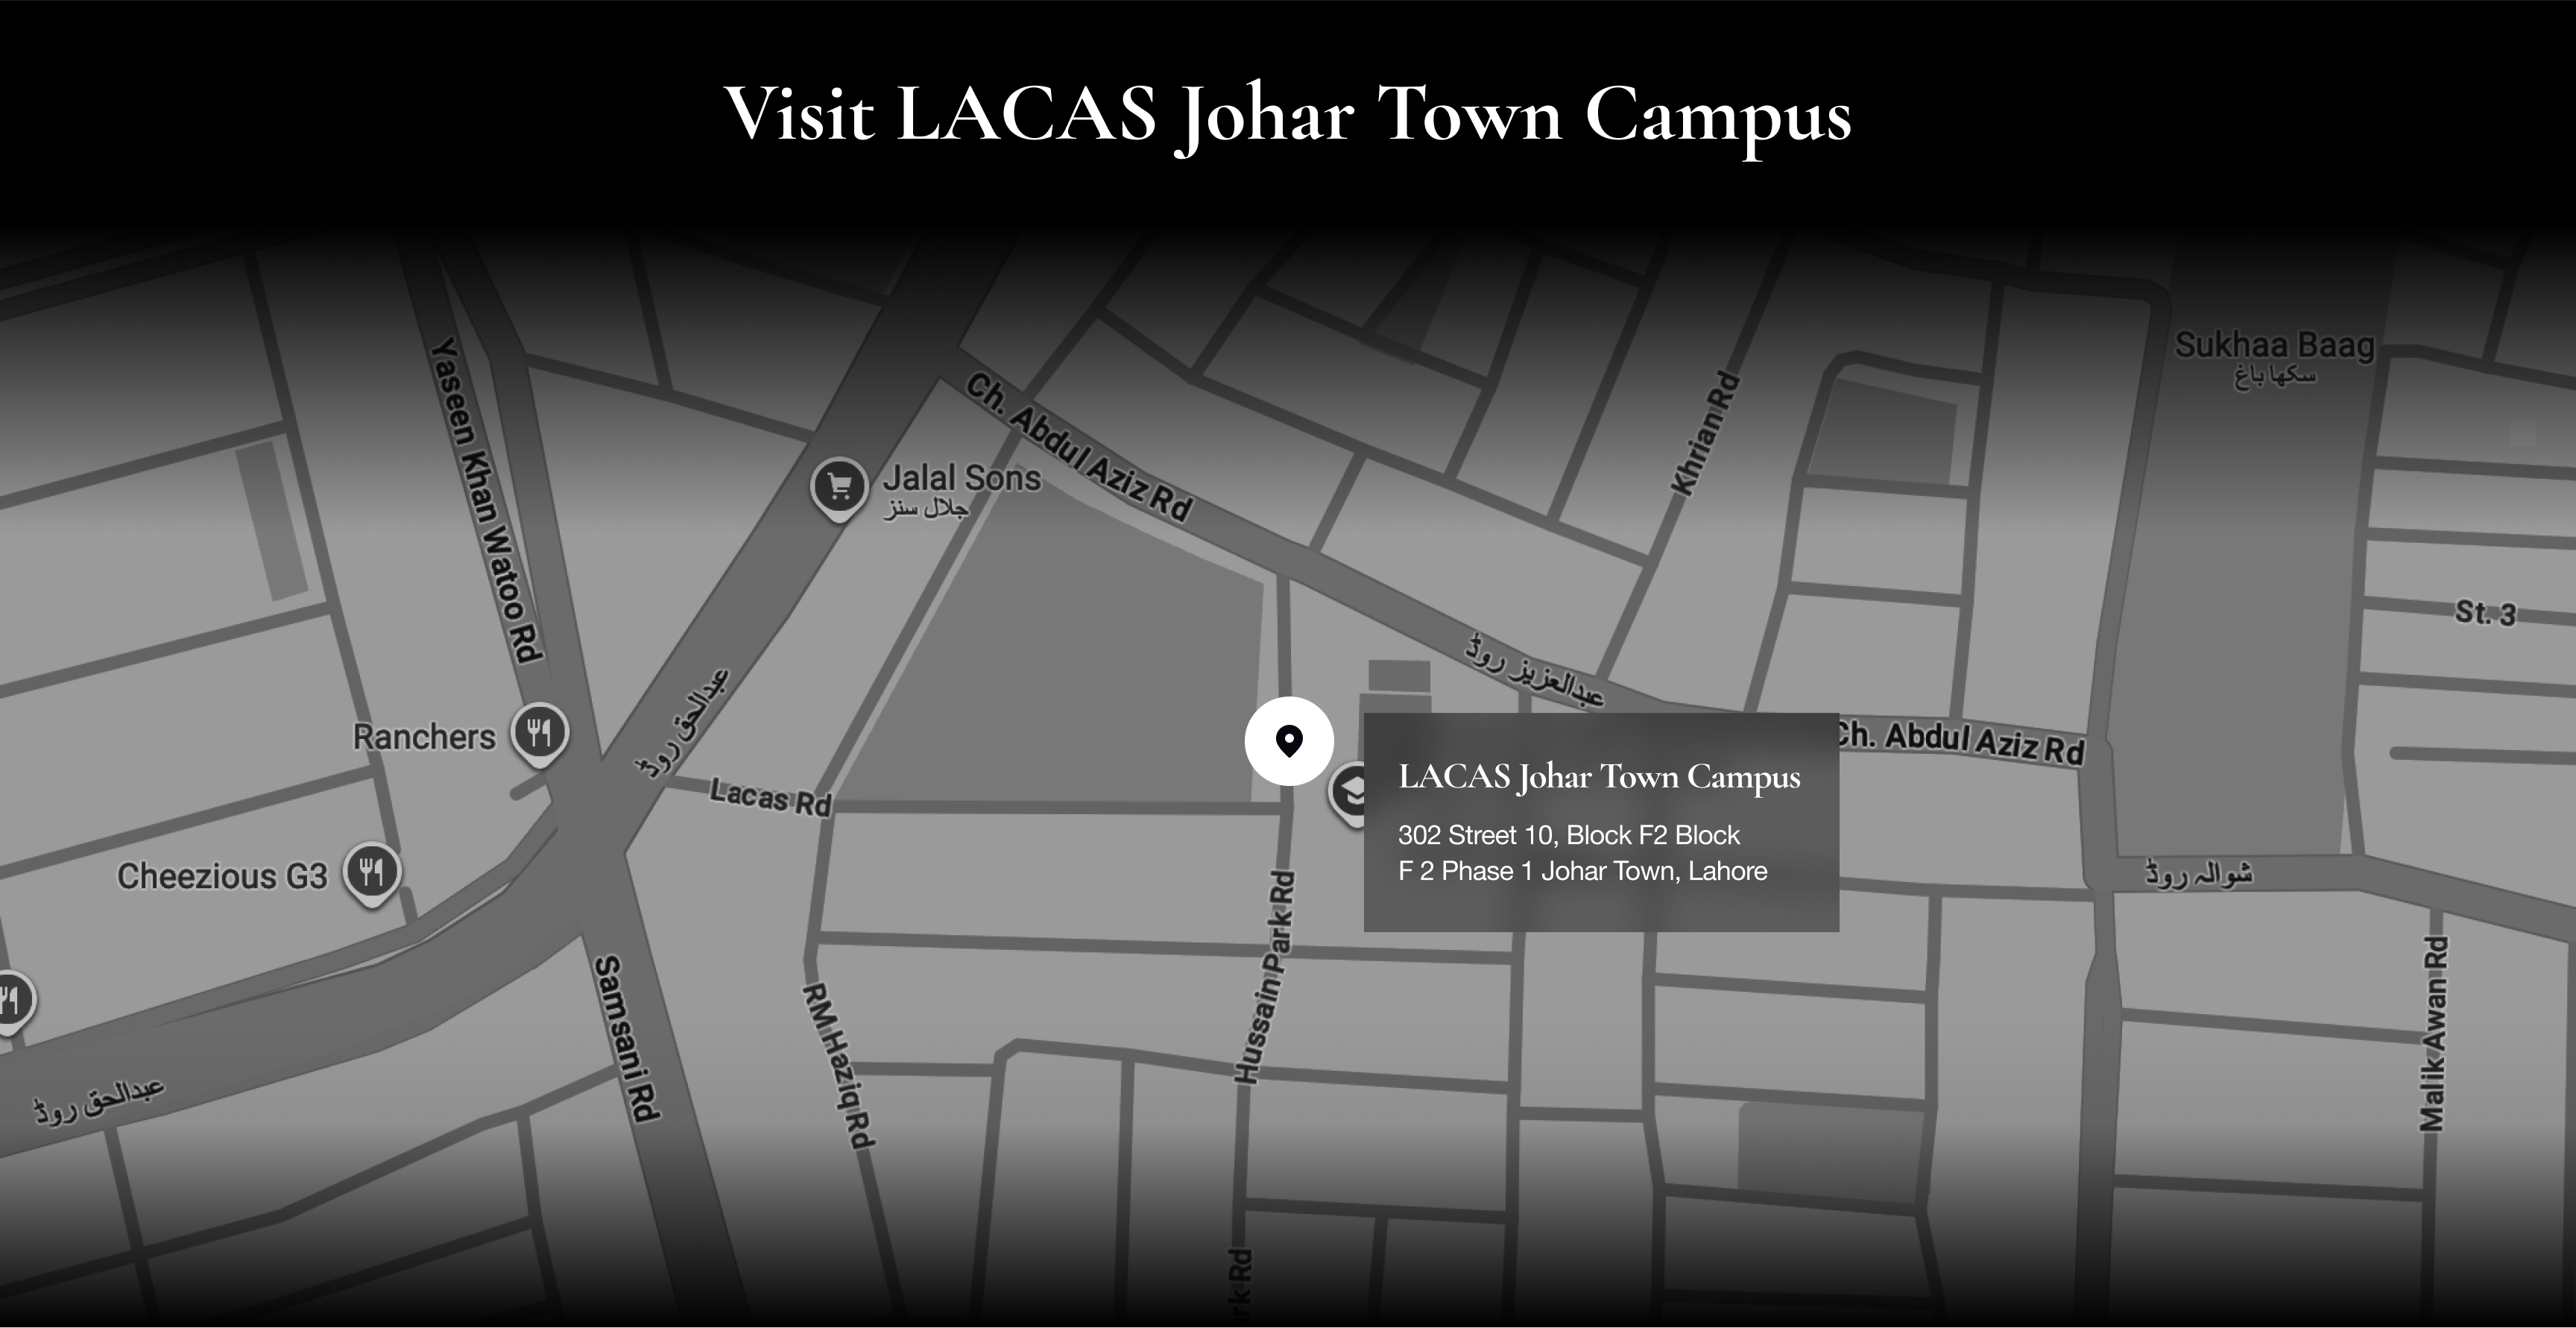 Visit LACAS Johar Town Campus
Sukhaa Baag
سکھا باغ
Yaseen Khan Watoo Rd
Ch. Abdul Aziz Rd
Khrian Rd
Jalal Sons
جلال سنز
St. 3
عبدالعزیز روڈ
عبدالحق روڈ
Ranchers
Ch. Abdul Aziz Rd
Lacas Rd
LACAS Johar Town Campus
302 Street 10, Block F2 Block
F 2 Phase 1 Johar Town, Lahore
Cheezious G3
شوالہ روڈ
Hussain Park Rd
Samsani Rd
RM Haziq Rd
Malik Awan Rd
عبدالحق روڈ
rk Rd